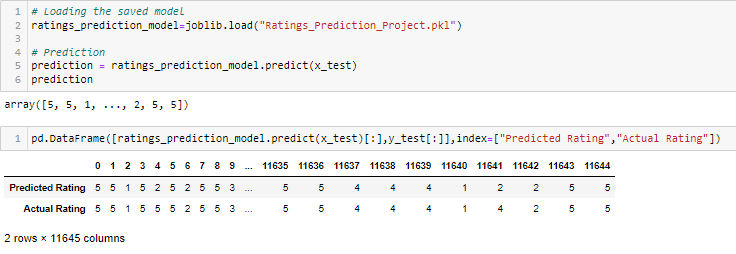 1 # Loading the saved model
2 ratings_prediction_model=joblib.load("Ratings_Prediction_Project.pkl")
3
4 # Prediction
5 prediction = ratings_prediction_model.predict(x_test)
6 prediction
array([5, 5, 1, ..., 2, 5, 5])
1 pd.DataFrame([ratings_prediction_model.predict(x_test)[:],y_test[:]],index=["Predicted Rating","Actual Rating"])
0 1 2 3 4 5 6 7 8 9 ... 11635 11636 11637 11638 11639 11640 11641 11642 11643 11644
Predicted Rating 5 5 1 5 2 5 2 5 5 3 ... 5 5 4 4 4 1 2 2 5 5
Actual Rating 5 5 1 5 5 5 2 5 5 3 ... 5 5 4 4 4 1 4 2 5 5
2 rows × 11645 columns